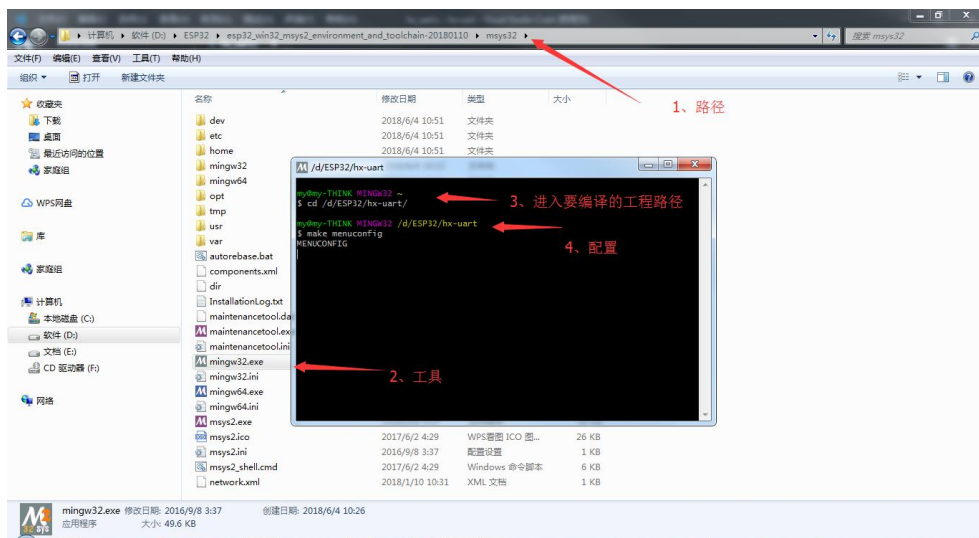 计算机 ▸ 软件 (D:) ▸ ESP32 ▸ esp32_win32_msys2_environment_and_toolchain-20180110 ▸ msys32 ▸
搜索 msys32
文件(F) 编辑(E) 查看(V) 工具(T) 帮助(H)
组织 打开 新建文件夹
1、路径
收藏夹
下载
桌面
最近访问的位置
家庭组
WPS网盘
库
家庭组
计算机
本地磁盘 (C:)
软件 (D:)
文档 (E:)
CD 驱动器 (F:)
网络
名称 修改日期 类型 大小
dev 2018/6/4 10:51 文件夹
etc 2018/6/4 10:51 文件夹
home 2018/6/4 10:51 文件夹
mingw32
mingw64
opt
tmp
usr
var
autorebase.bat
components.xml
dir
InstallationLog.txt
maintenancetool.da
maintenancetool.ex
maintenancetool.ini
mingw32.exe
mingw32.ini
mingw64.exe
mingw64.ini
msys2.exe
msys2.ico 2017/6/2 4:29 WPS看图 ICO 图... 26 KB
msys2.ini 2016/9/8 3:37 配置设置 1 KB
msys2_shell.cmd 2017/6/2 4:29 Windows 命令脚本 6 KB
network.xml 2018/1/10 10:31 XML 文档 1 KB
/d/ESP32/hx-uart
my@my-THINK MINGW32 ~
$ cd /d/ESP32/hx-uart/
3、进入要编译的工程路径
my@my-THINK MINGW32 /d/ESP32/hx-uart
$ make menuconfig
MENUCONFIG
4、配置
2、工具
mingw32.exe 修改日期: 2016/9/8 3:37 创建日期: 2018/6/4 10:26
应用程序 大小: 49.6 KB